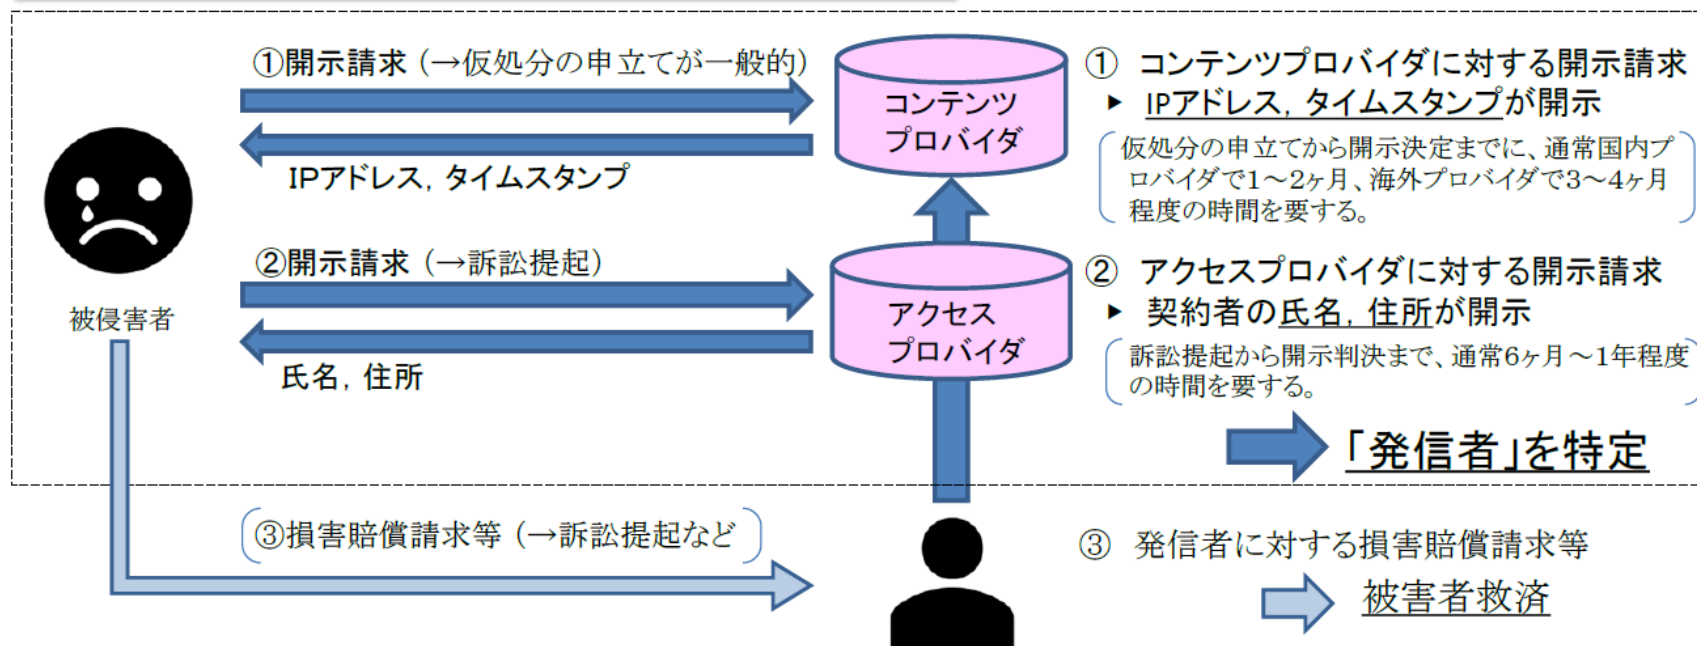 ①開示請求 (→仮処分の申立てが一般的)
コンテンツ
プロバイダ
IPアドレス, タイムスタンプ
②開示請求 (→訴訟提起)
アクセス
プロバイダ
氏名, 住所
被侵害者
③損害賠償請求等 (→訴訟提起など
① コンテンツプロバイダに対する開示請求
▶ IPアドレス, タイムスタンプが開示
仮処分の申立てから開示決定までに、通常国内プ
ロバイダで1～2ヶ月、海外プロバイダで3～4ヶ月
程度の時間を要する。
② アクセスプロバイダに対する開示請求
▶ 契約者の氏名, 住所が開示
訴訟提起から開示判決まで、通常6ヶ月～1年程度
の時間を要する。
「発信者」を特定
③ 発信者に対する損害賠償請求等
被害者救済